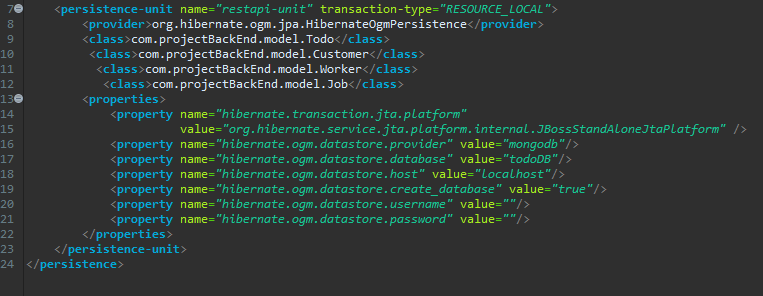 7 <persistence-unit name="restapi-unit" transaction-type="RESOURCE_LOCAL">
8 <provider>org.hibernate.ogm.jpa.HibernateOgmPersistence</provider>
9 <class>com.projectBackEnd.model.Todo</class>
10 <class>com.projectBackEnd.model.Customer</class>
11 <class>com.projectBackEnd.model.Worker</class>
12 <class>com.projectBackEnd.model.Job</class>
13 <properties>
14 <property name="hibernate.transaction.jta.platform"
15 value="org.hibernate.service.jta.platform.internal.JBossStandAloneJtaPlatform" />
16 <property name="hibernate.ogm.datastore.provider" value="mongodb"/>
17 <property name="hibernate.ogm.datastore.database" value="todoDB"/>
18 <property name="hibernate.ogm.datastore.host" value="localhost"/>
19 <property name="hibernate.ogm.datastore.create_database" value="true"/>
20 <property name="hibernate.ogm.datastore.username" value=""/>
21 <property name="hibernate.ogm.datastore.password" value=""/>
22 </properties>
23 </persistence-unit>
24 </persistence>